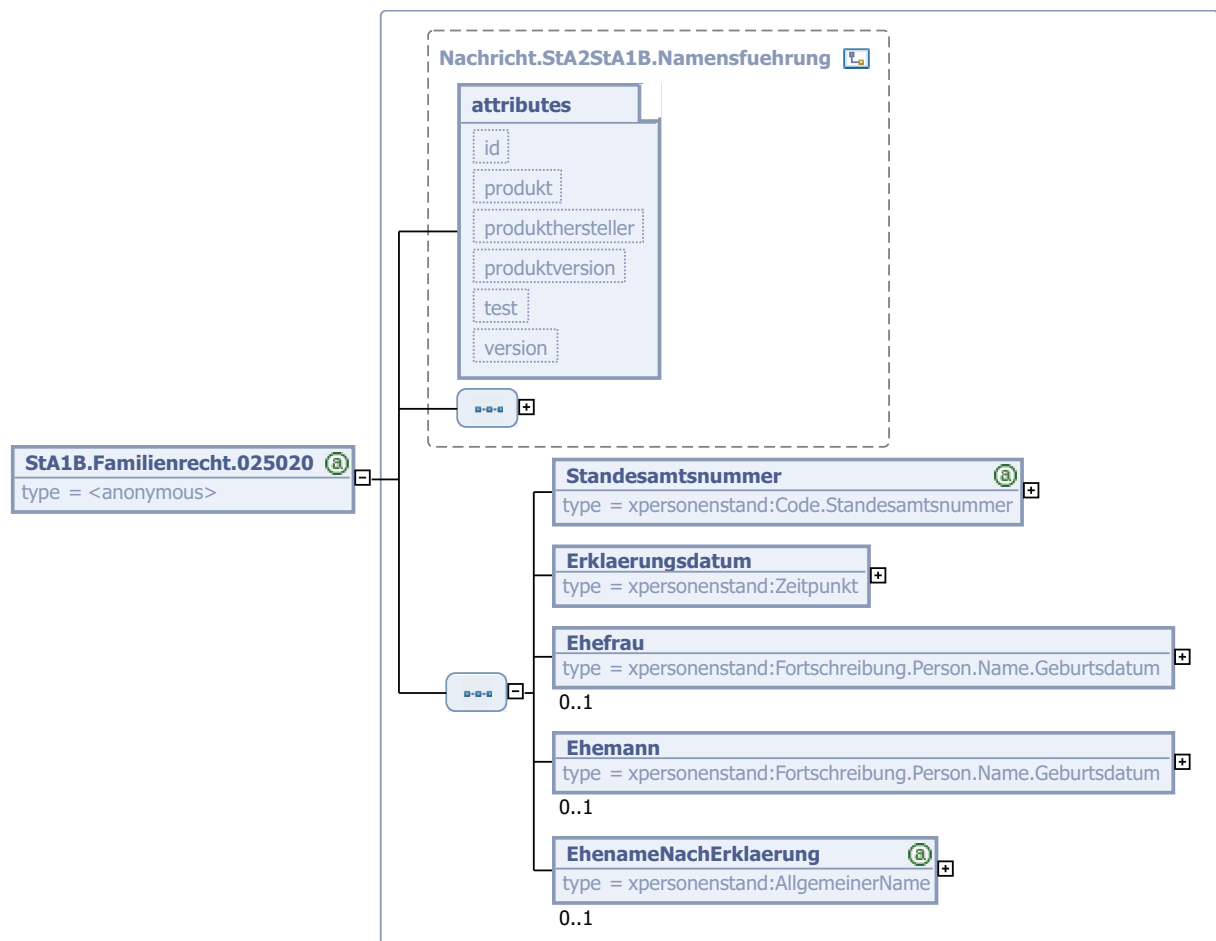 Nachricht.StA2StA1B.Namensfuehrung
attributes
id
produkt
produkthersteller
produktversion
test
version
StA1B.Familienrecht.025020
type = <anonymous>
Standesamtsnummer
type = xpersonenstand:Code.Standesamtsnummer
Erklaerungsdatum
type = xpersonenstand:Zeitpunkt
Ehefrau
type = xpersonenstand:Fortschreibung.Person.Name.Geburtsdatum
0..1
Ehemann
type = xpersonenstand:Fortschreibung.Person.Name.Geburtsdatum
0..1
EhenameNachErklaerung
type = xpersonenstand:AllgemeinerName
0..1